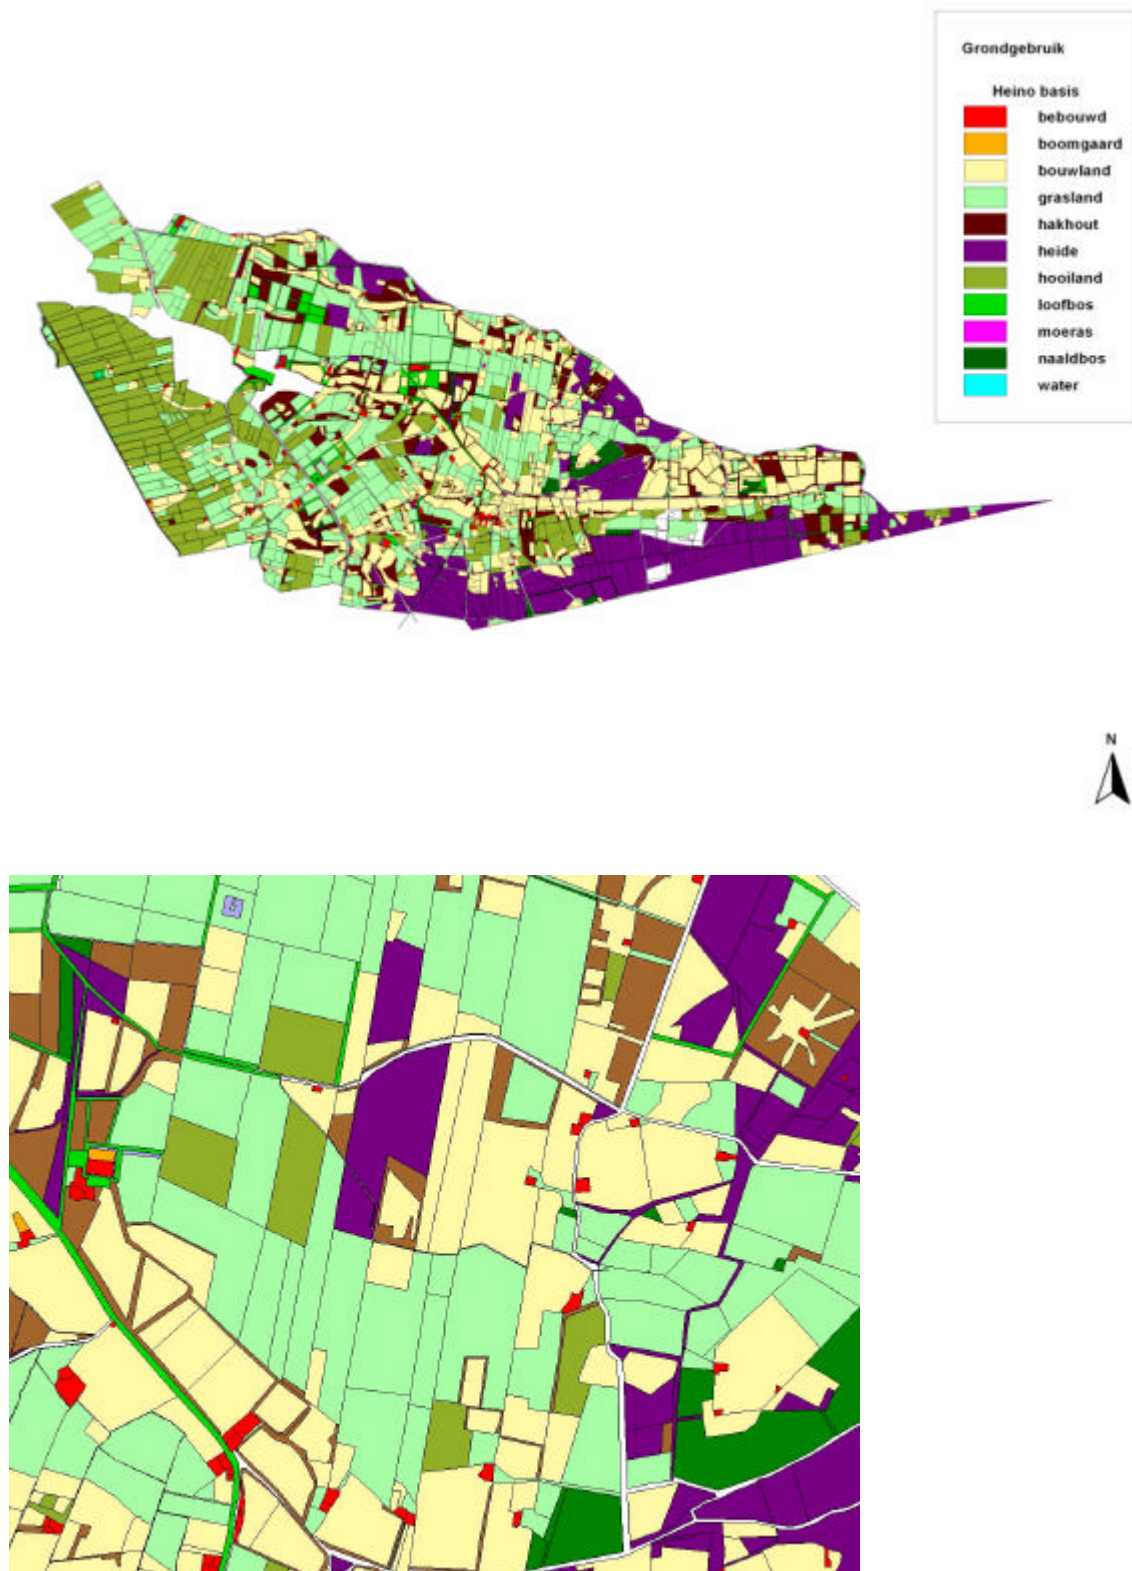 Grondgebruik
Heino basis
bebouwd
boomgaard
bouwland
grasland
hakhout
heide
hooiland
loofbos
moeras
naaldbos
water
N